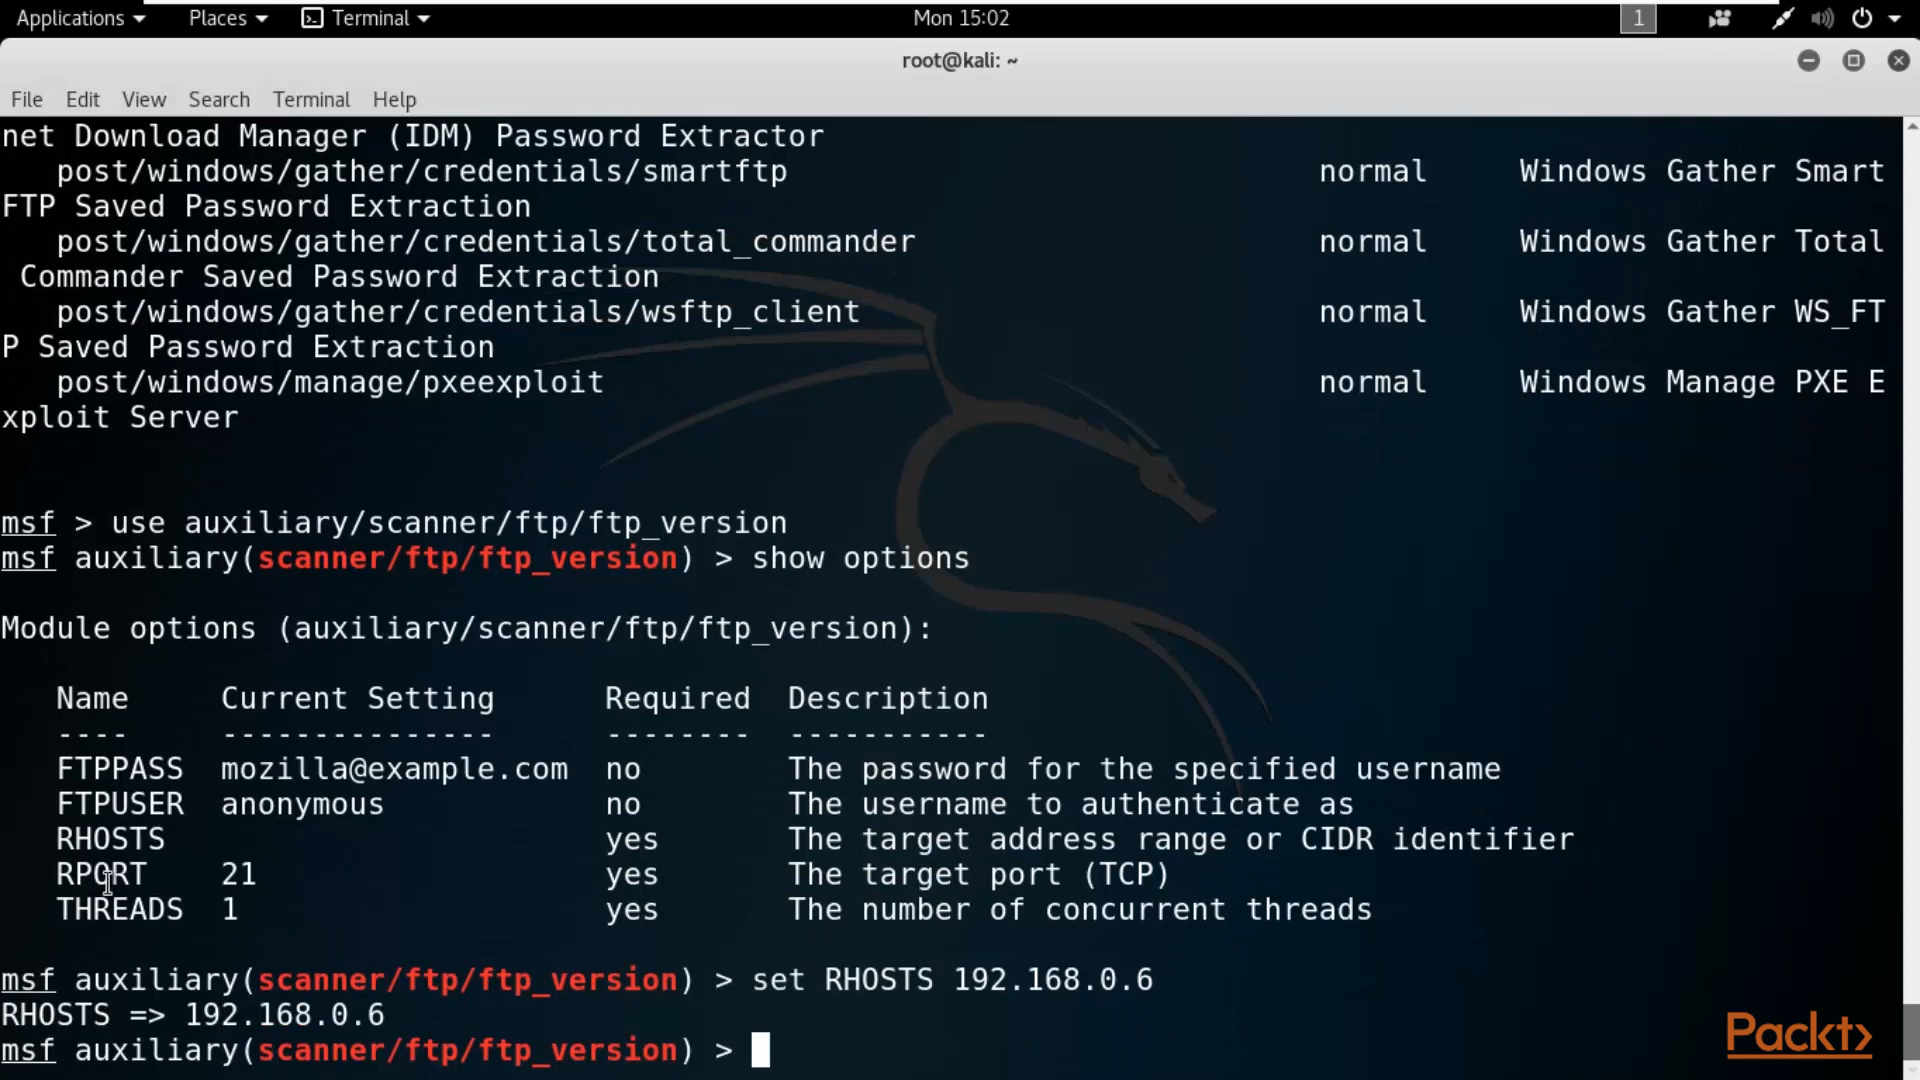 Applications Places Terminal Mon 15:02 1
root@kali: ~
File Edit View Search Terminal Help
net Download Manager (IDM) Password Extractor
post/windows/gather/credentials/smartftp normal Windows Gather Smart
FTP Saved Password Extraction
post/windows/gather/credentials/total_commander normal Windows Gather Total
Commander Saved Password Extraction
post/windows/gather/credentials/wsftp_client normal Windows Gather WS_FT
P Saved Password Extraction
post/windows/manage/pxeexploit normal Windows Manage PXE E
xploit Server
msf > use auxiliary/scanner/ftp/ftp_version
msf auxiliary(scanner/ftp/ftp_version) > show options
Module options (auxiliary/scanner/ftp/ftp_version):
Name Current Setting Required Description
---- --------------- -------- -----------
FTPPASS mozilla@example.com no The password for the specified username
FTPUSER anonymous no The username to authenticate as
RHOSTS yes The target address range or CIDR identifier
RPORT 21 yes The target port (TCP)
THREADS 1 yes The number of concurrent threads
msf auxiliary(scanner/ftp/ftp_version) > set RHOSTS 192.168.0.6
RHOSTS => 192.168.0.6
msf auxiliary(scanner/ftp/ftp_version) >
Packt>